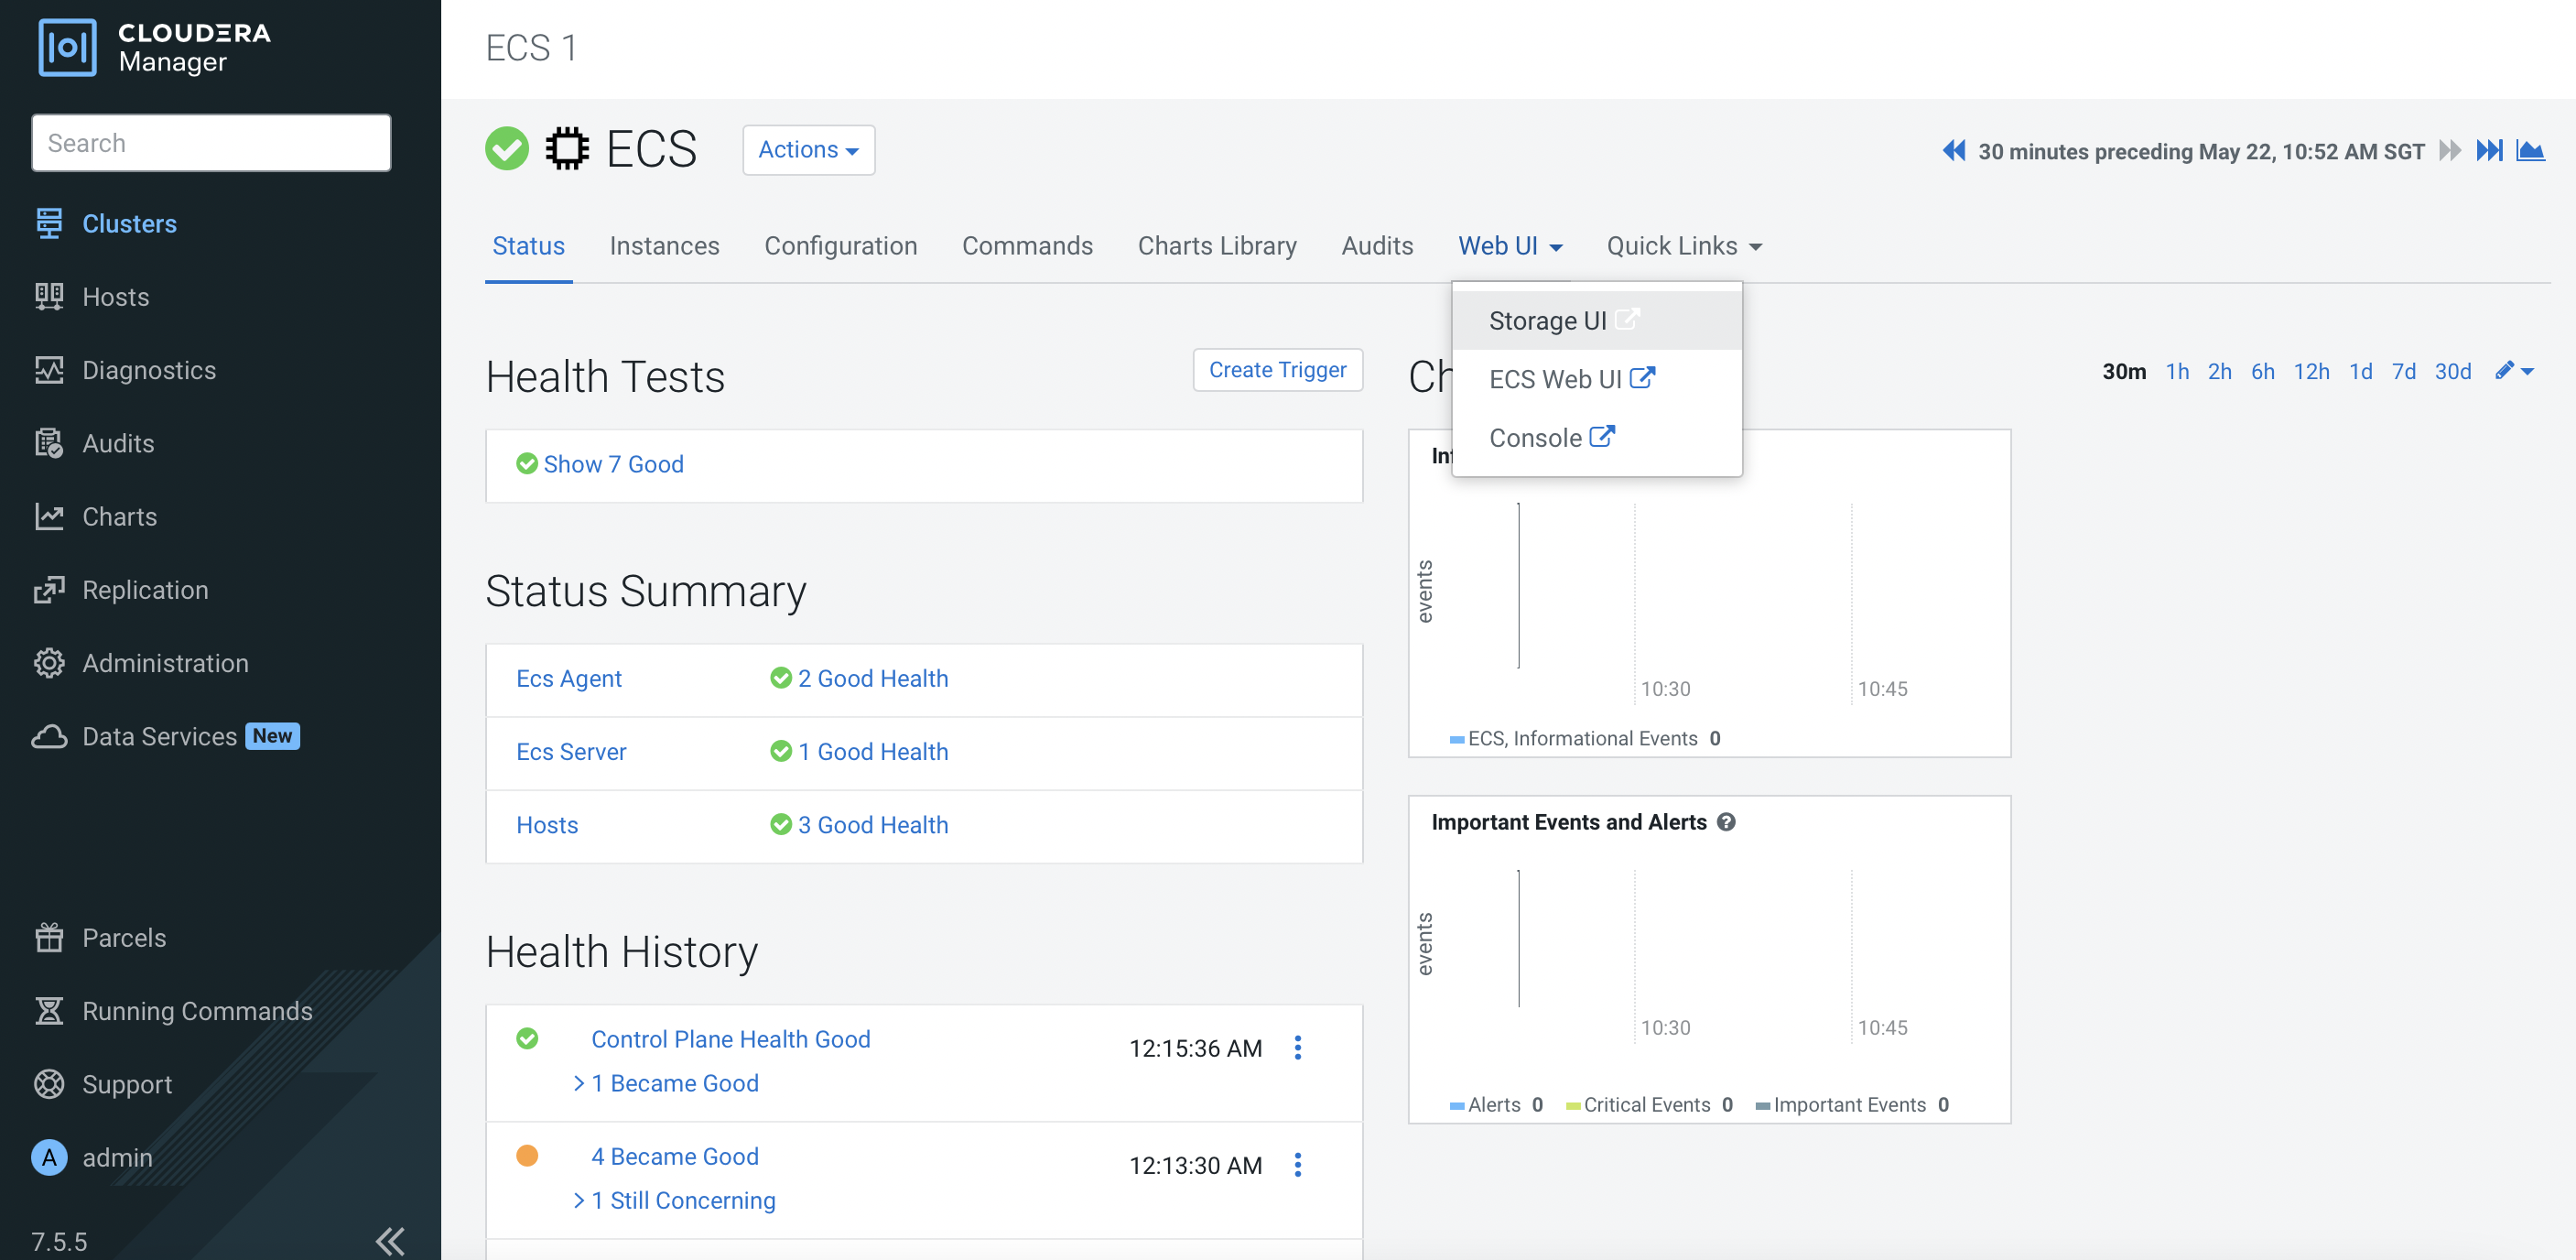 CLOUDERA
Manager
Search
Clusters
Hosts
Diagnostics
Audits
Charts
Replication
Administration
Data Services New
Parcels
Running Commands
Support
A admin
7.5.5
ECS 1
ECS Actions
30 minutes preceding May 22, 10:52 AM SGT
Status Instances Configuration Commands Charts Library Audits Web UI Quick Links
Storage UI
ECS Web UI
Console
Health Tests Create Trigger
Show 7 Good
Status Summary
Ecs Agent 2 Good Health
Ecs Server 1 Good Health
Hosts 3 Good Health
Health History
Control Plane Health Good 12:15:36 AM
> 1 Became Good
4 Became Good 12:13:30 AM
> 1 Still Concerning
Ch
30m 1h 2h 6h 12h 1d 7d 30d
Inf
events
10:30 10:45
ECS, Informational Events 0
Important Events and Alerts
events
10:30 10:45
Alerts 0 Critical Events 0 Important Events 0